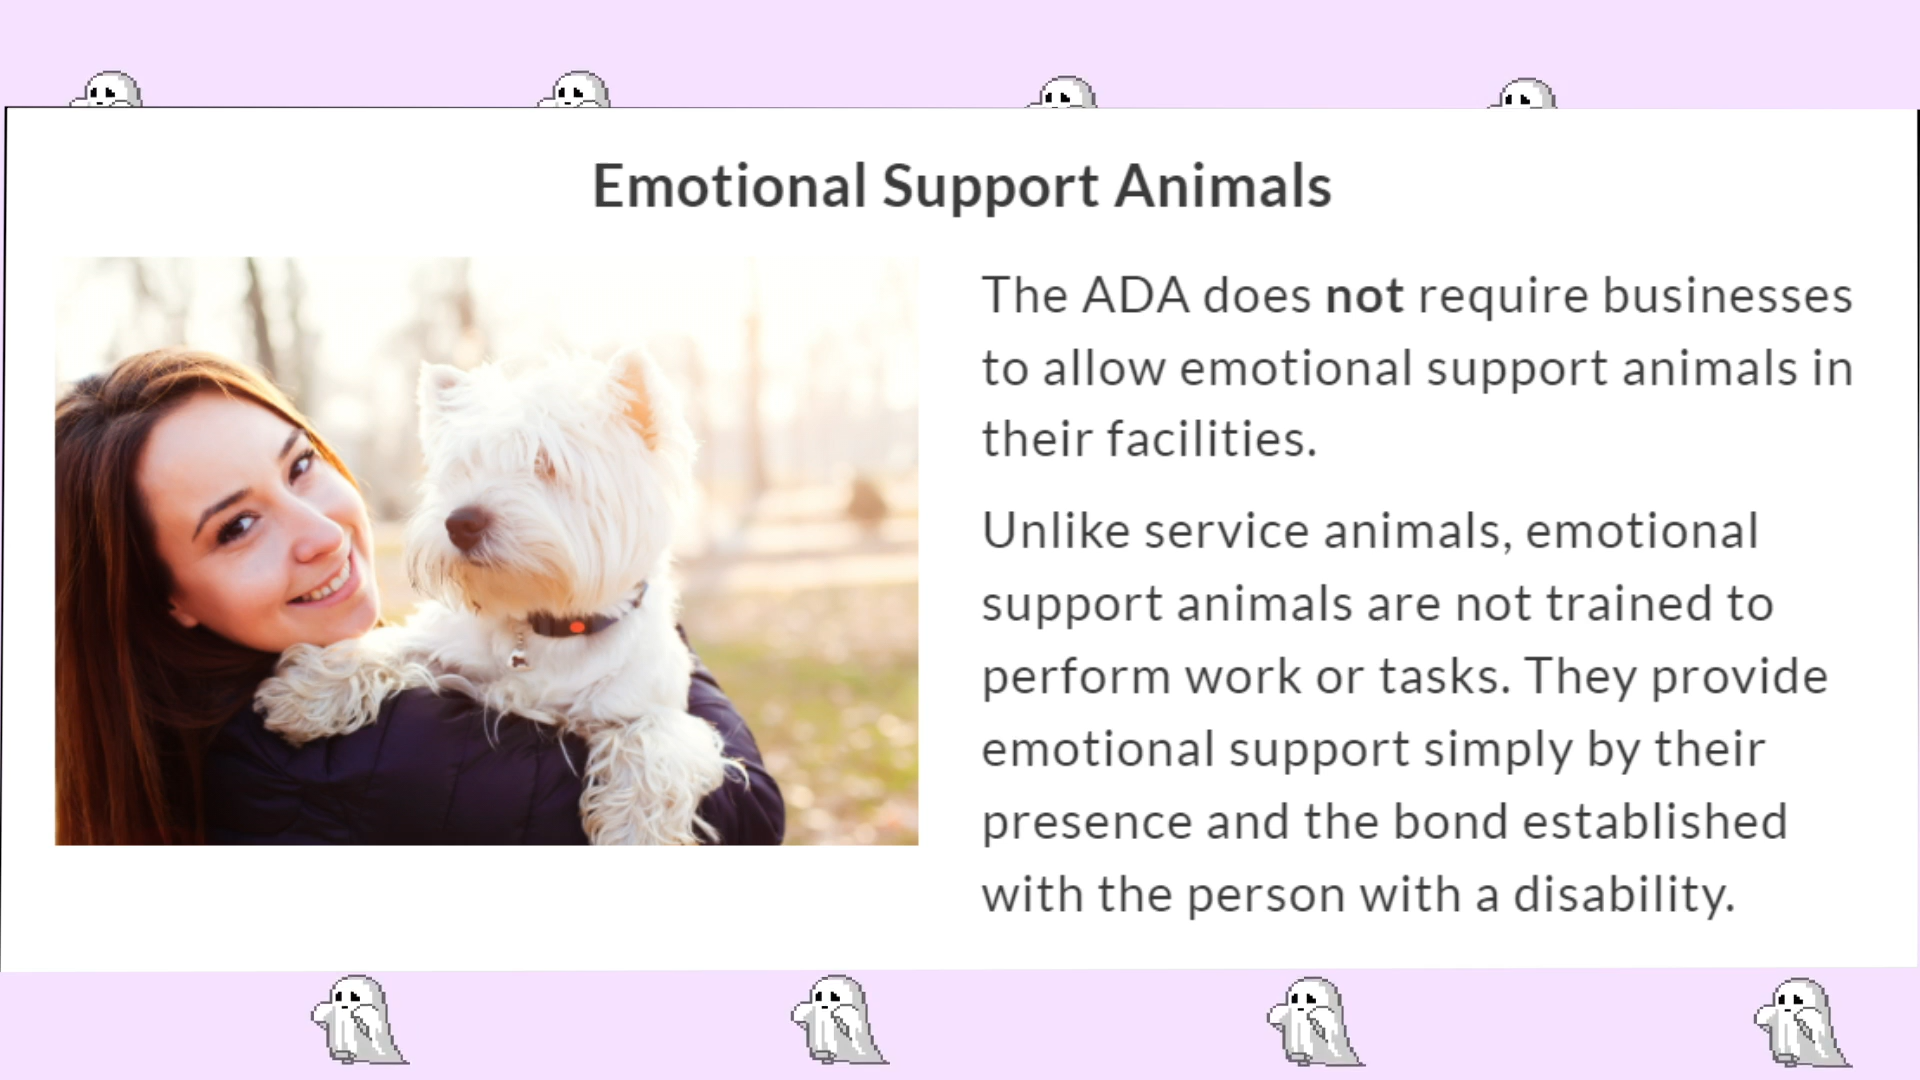 Emotional Support Animals
The ADA does not require businesses
to allow emotional support animals in
their facilities.
Unlike service animals, emotional
support animals are not trained to
perform work or tasks. They provide
emotional support simply by their
presence and the bond established
with the person with a disability.